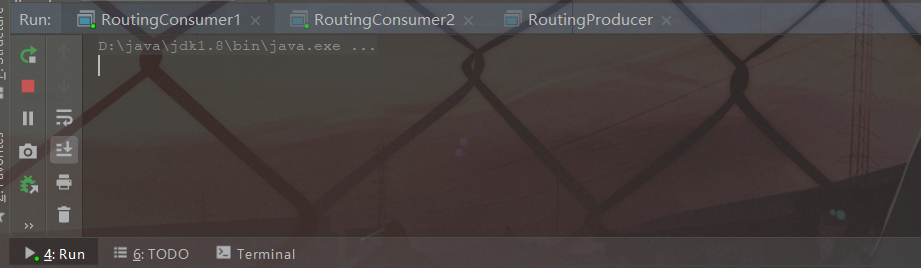 Run: RoutingConsumer1 RoutingConsumer2 RoutingProducer
D:\java\jdk1.8\bin\java.exe ...
4: Run 6: TODO Terminal